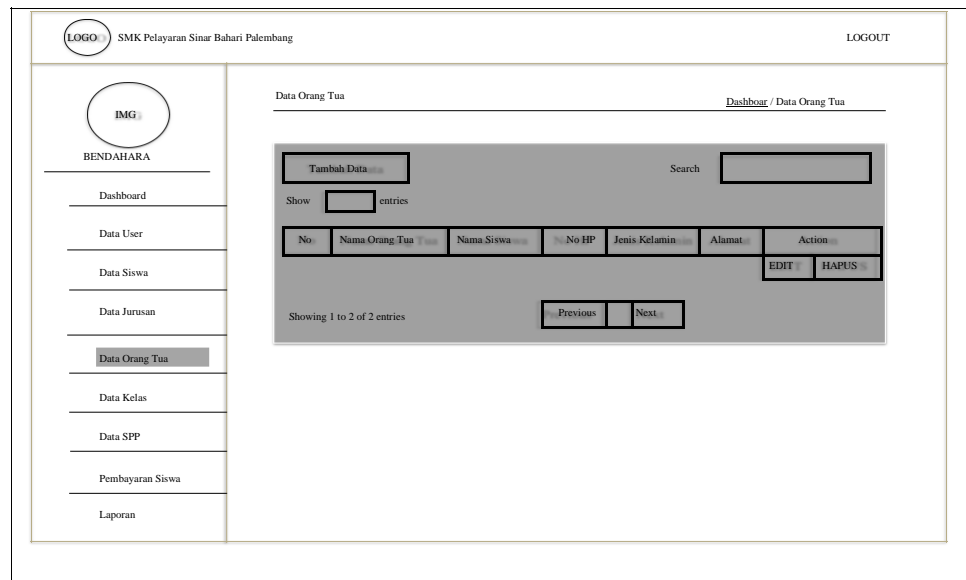 LOGO SMK Pelayaran Sinar Bahari Palembang LOGOUT
IMG
BENDAHARA
Dashboard
Data User
Data Siswa
Data Jurusan
Data Orang Tua
Data Kelas
Data SPP
Pembayaran Siswa
Laporan
Data Orang Tua
Dashboar / Data Orang Tua
Tambah Data Search
Show entries
No Nama Orang Tua Nama Siswa No HP Jenis Kelamin Alamat Action
EDIT HAPUS
Showing 1 to 2 of 2 entries Previous Next